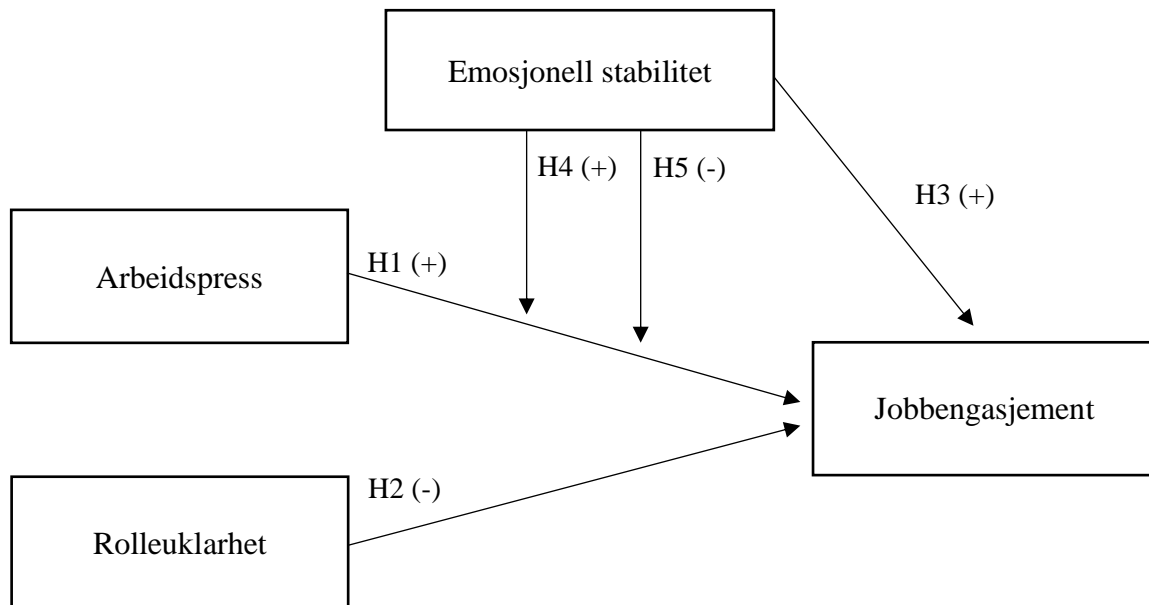 Emosjonell stabilitet
H4 (+)
H5 (-)
H3 (+)
Arbeidspress
H1 (+)
Jobbengasjement
H2 (-)
Rolleuklarhet